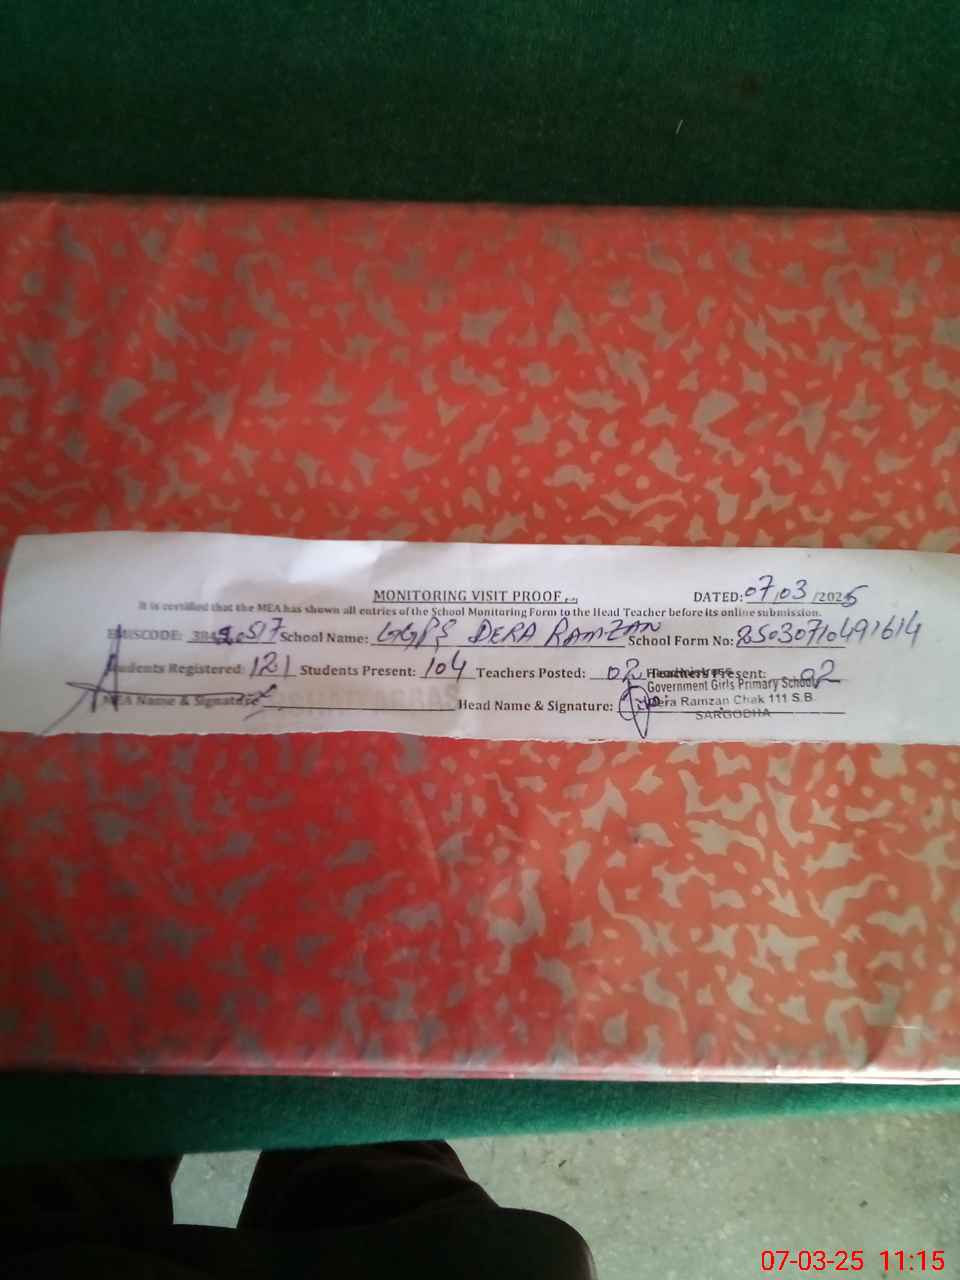 MONITORING VISIT PROOF
DATED: 07/03/2025
It is certified that the MEA has shown all entries of the School Monitoring Form to the Head Teacher before its online submission.
EMISCODE: School Name: GGPS DERA RAMZAN School Form No: 25030710491614
Students Registered: 121 Students Present: 104 Teachers Posted: 02 Teachers Present: 02
Government Girls Primary School
MEA Name & Signature Head Name & Signature: Dera Ramzan Chak 111 S.B.
SARGODHA
07-03-25 11:15